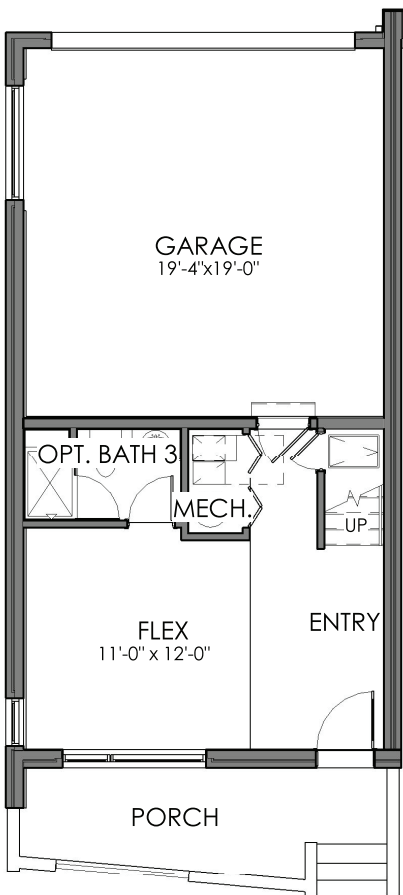 GARAGE
19'-4"x19'-0"
OPT. BATH 3
MECH.
UP
FLEX
11'-0" x 12'-0"
ENTRY
PORCH